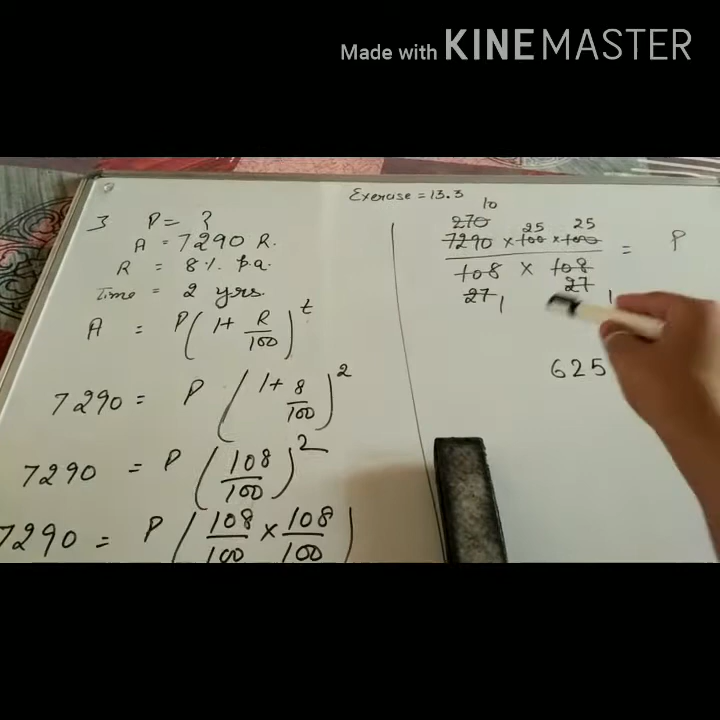 Made with KINEMASTER
Exercise = 13.3
3 P = ?
A = 7290 R.
R = 8 % p.a.
Time = 2 yrs.
A = P ( 1 + R/100 )^t
7290 = P ( 1 + 8/100 )^2
7290 = P ( 108/100 )^2
7290 = P ( 108/100 × 108/100 )
10
270 25 25
7290 × 100 × 100 = P
108 × 108
27 1 27 1
625